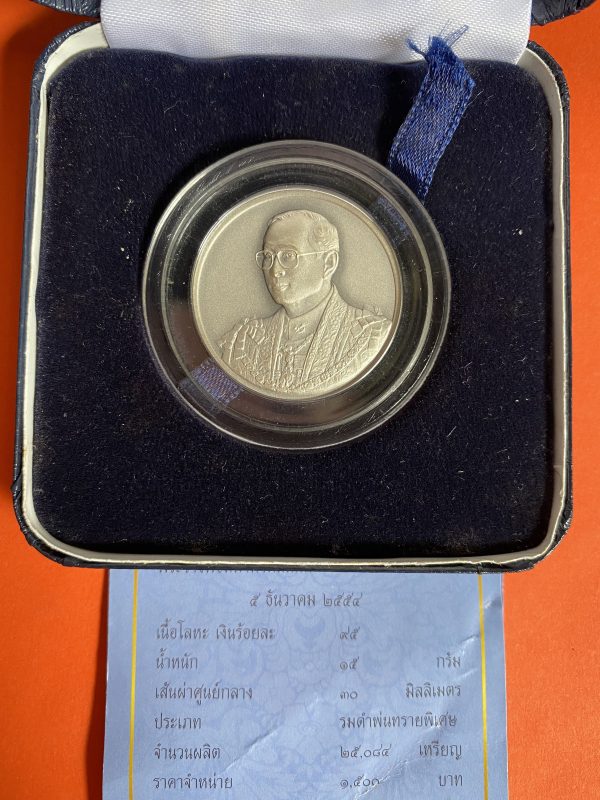 ๕ ธันวาคม ๒๕๕๔
เนื้อโลหะ เงินร้อยละ ๙๕
น้ำหนัก ๑๕ กรัม
เส้นผ่าศูนย์กลาง ๓๐ มิลลิเมตร
ประเภท รมดำพ่นทรายพิเศษ
จำนวนผลิต ๒๕,๐๘๔ เหรียญ
ราคาจำหน่าย ๑,๕๐๐ บาท